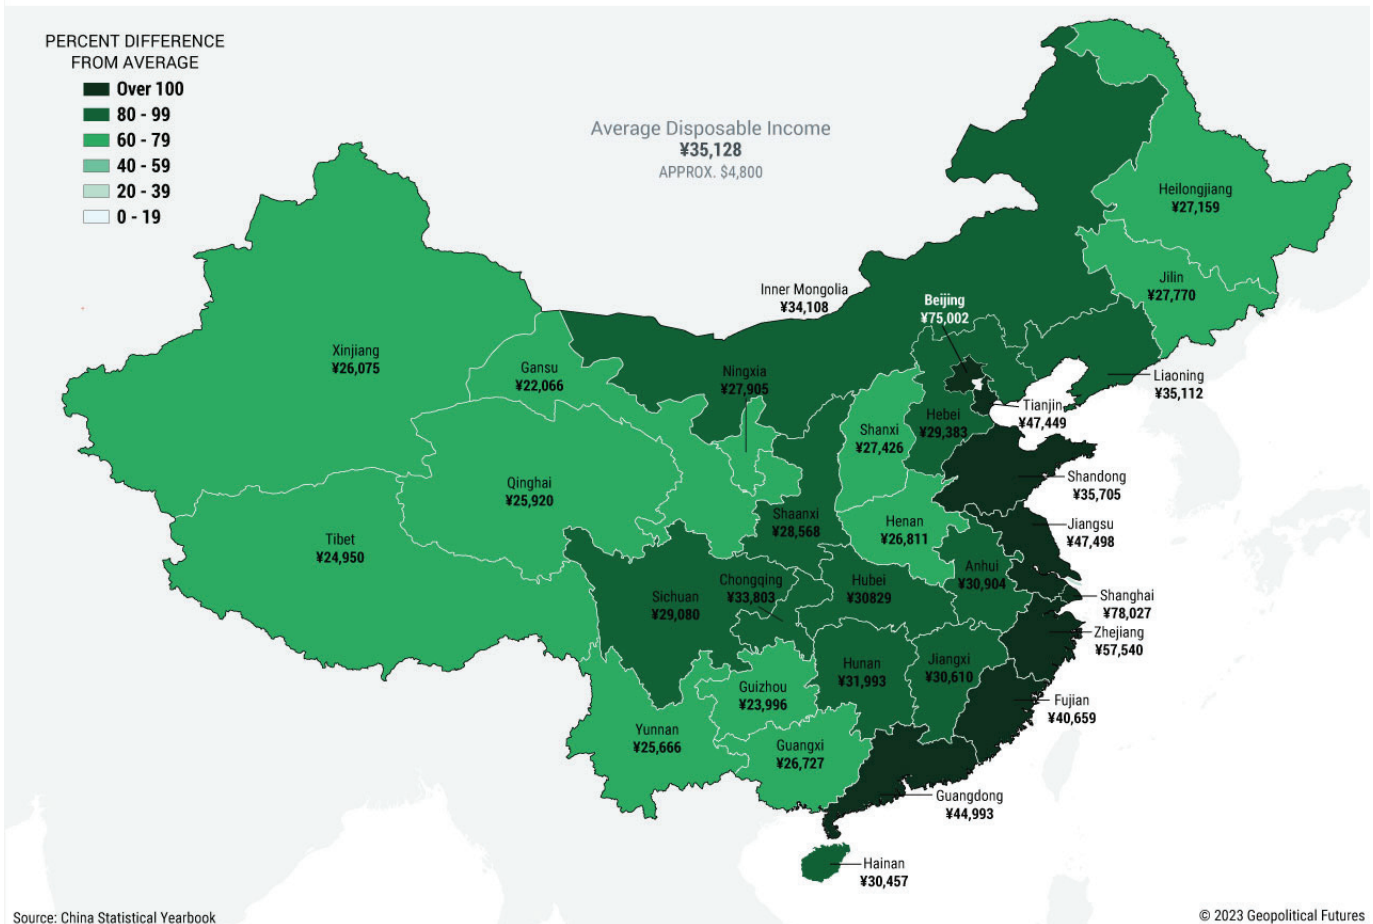 PERCENT DIFFERENCE
FROM AVERAGE
Over 100
80 - 99
60 - 79
40 - 59
20 - 39
0 - 19
Average Disposable Income
¥35,128
APPROX. $4,800
Heilongjiang
¥27,159
Jilin
¥27,770
Inner Mongolia
¥34,108
Beijing
¥75,002
Xinjiang
¥26,075
Gansu
¥22,066
Ningxia
¥27,905
Liaoning
¥35,112
Tianjin
¥47,449
Hebei
¥29,383
Shanxi
¥27,426
Shandong
¥35,705
Qinghai
¥25,920
Shaanxi
¥28,568
Henan
¥26,811
Jiangsu
¥47,498
Tibet
¥24,950
Anhui
¥30,904
Sichuan
¥29,080
Chongqing
¥33,803
Hubei
¥30829
Shanghai
¥78,027
Zhejiang
¥57,540
Hunan
¥31,993
Jiangxi
¥30,610
Guizhou
¥23,996
Fujian
¥40,659
Yunnan
¥25,666
Guangxi
¥26,727
Guangdong
¥44,993
Hainan
¥30,457
Source: China Statistical Yearbook
© 2023 Geopolitical Futures